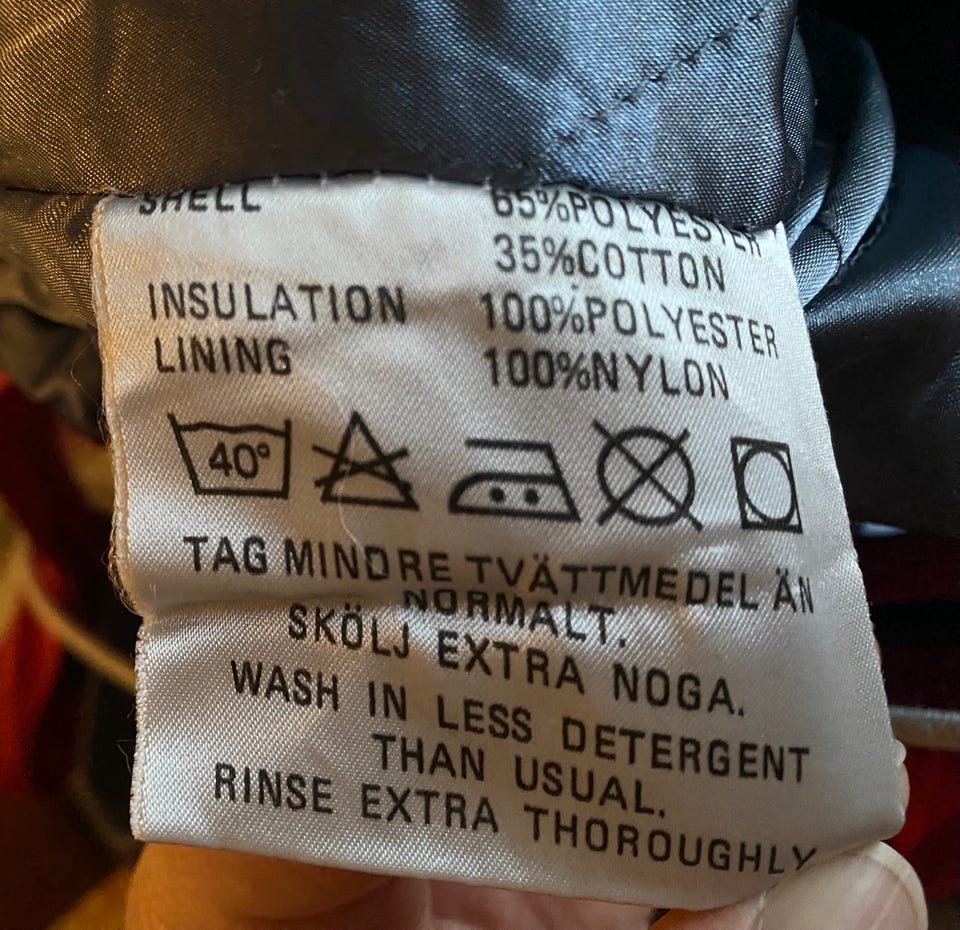 SHELL 65%POLYESTER
35%COTTON
INSULATION 100%POLYESTER
LINING 100%NYLON
40°
TAG MINDRE TVÄTTMEDEL ÄN
NORMALT.
SKÖLJ EXTRA NOGA.
WASH IN LESS DETERGENT
THAN USUAL.
RINSE EXTRA THOROUGHLY